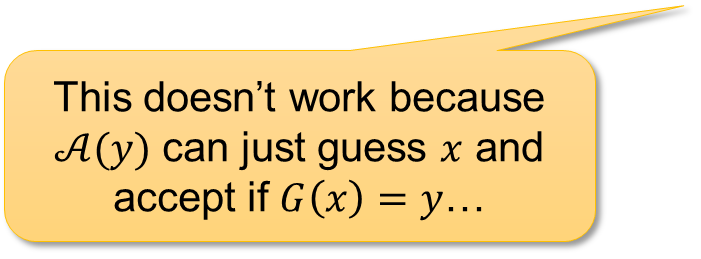 This doesn’t work because
𝒜(𝑦) can just guess 𝑥 and
accept if 𝐺(𝑥) = 𝑦…